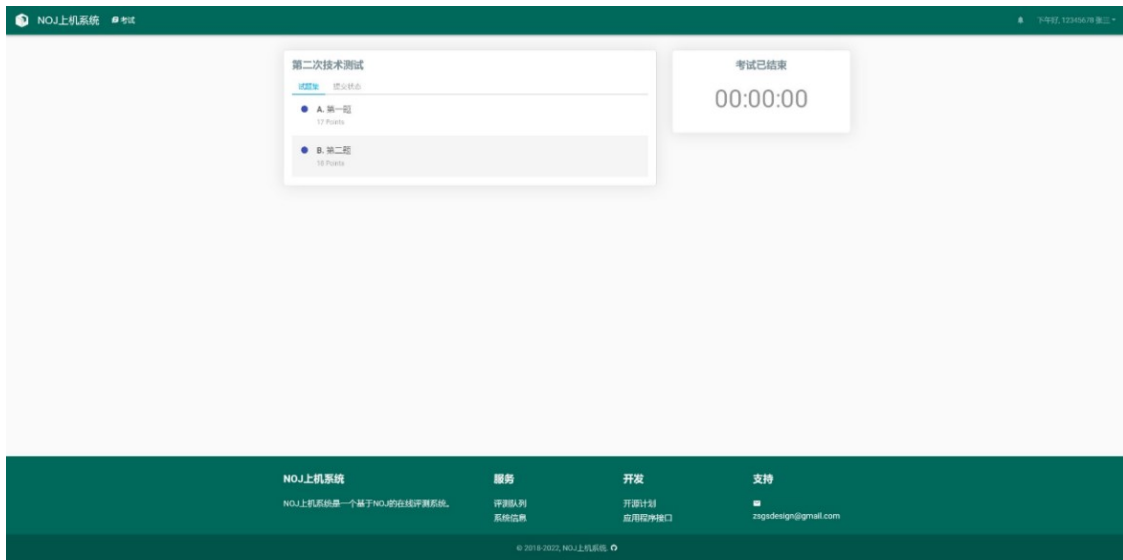 NOJ上机系统 考试
下午好, 12345678 张三
第二次技术测试
试题集 提交状态
A. 第一题
17 Points
B. 第二题
18 Points
考试已结束
00:00:00
NOJ上机系统
NOJ上机系统是一个基于NOJ的在线评测系统。
服务
评测队列
系统信息
开发
开源计划
应用程序接口
支持
zsgsdesign@gmail.com
© 2018-2022, NOJ上机系统